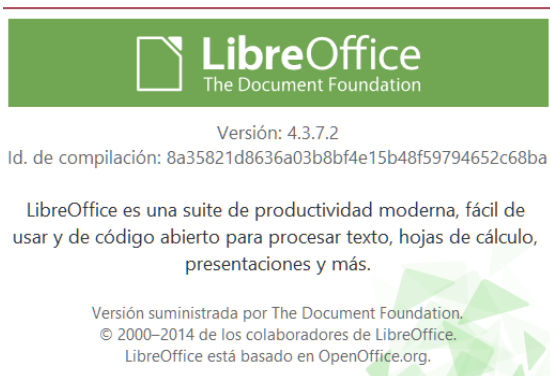 LibreOffice
The Document Foundation
Versión: 4.3.7.2
Id. de compilación: 8a35821d8636a03b8bf4e15b48f59794652c68ba
LibreOffice es una suite de productividad moderna, fácil de
usar y de código abierto para procesar texto, hojas de cálculo,
presentaciones y más.
Versión suministrada por The Document Foundation.
© 2000–2014 de los colaboradores de LibreOffice.
LibreOffice está basado en OpenOffice.org.